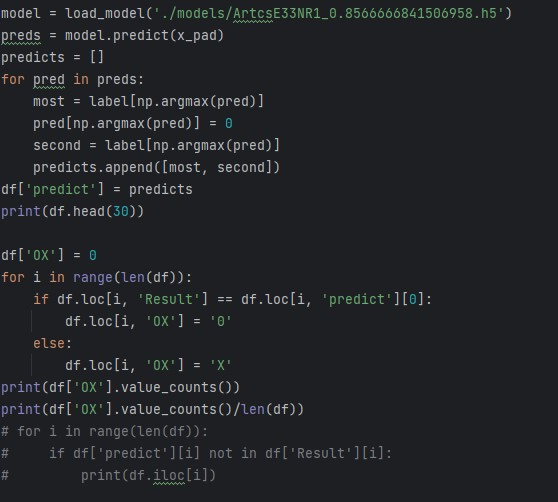 model = load_model('./models/ArtcsE33NR1_0.8566666841506958.h5')
preds = model.predict(x_pad)
predicts = []
for pred in preds:
    most = label[np.argmax(pred)]
    pred[np.argmax(pred)] = 0
    second = label[np.argmax(pred)]
    predicts.append([most, second])
df['predict'] = predicts
print(df.head(30))

df['OX'] = 0
for i in range(len(df)):
    if df.loc[i, 'Result'] == df.loc[i, 'predict'][0]:
        df.loc[i, 'OX'] = '0'
    else:
        df.loc[i, 'OX'] = 'X'
print(df['OX'].value_counts())
print(df['OX'].value_counts()/len(df))
# for i in range(len(df)):
#     if df['predict'][i] not in df['Result'][i]:
#         print(df.iloc[i])